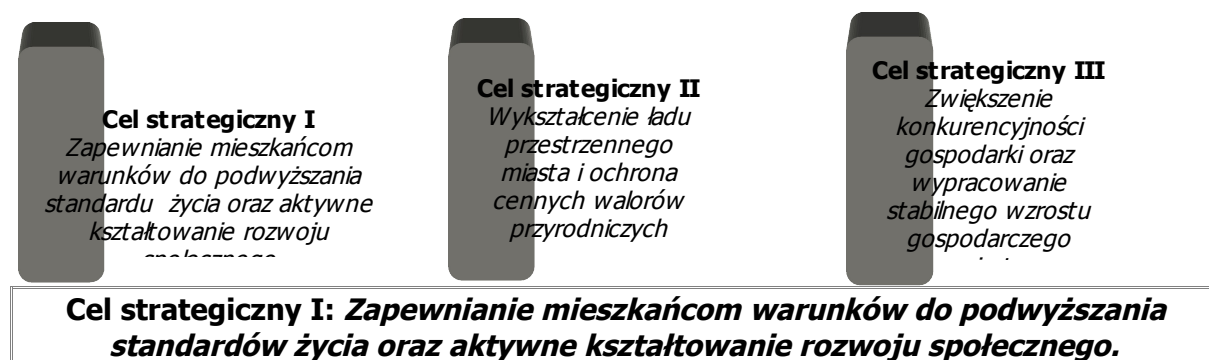 Cel strategiczny I
Zapewnianie mieszkańcom
warunków do podwyższania
standardu życia oraz aktywne
kształtowanie rozwoju
społecznego
Cel strategiczny II
Wykształcenie ładu
przestrzennego
miasta i ochrona
cennych walorów
przyrodniczych
Cel strategiczny III
Zwiększenie
konkurencyjności
gospodarki oraz
wypracowanie
stabilnego wzrostu
gospodarczego
Cel strategiczny I: Zapewnianie mieszkańcom warunków do podwyższania
standardów życia oraz aktywne kształtowanie rozwoju społecznego.